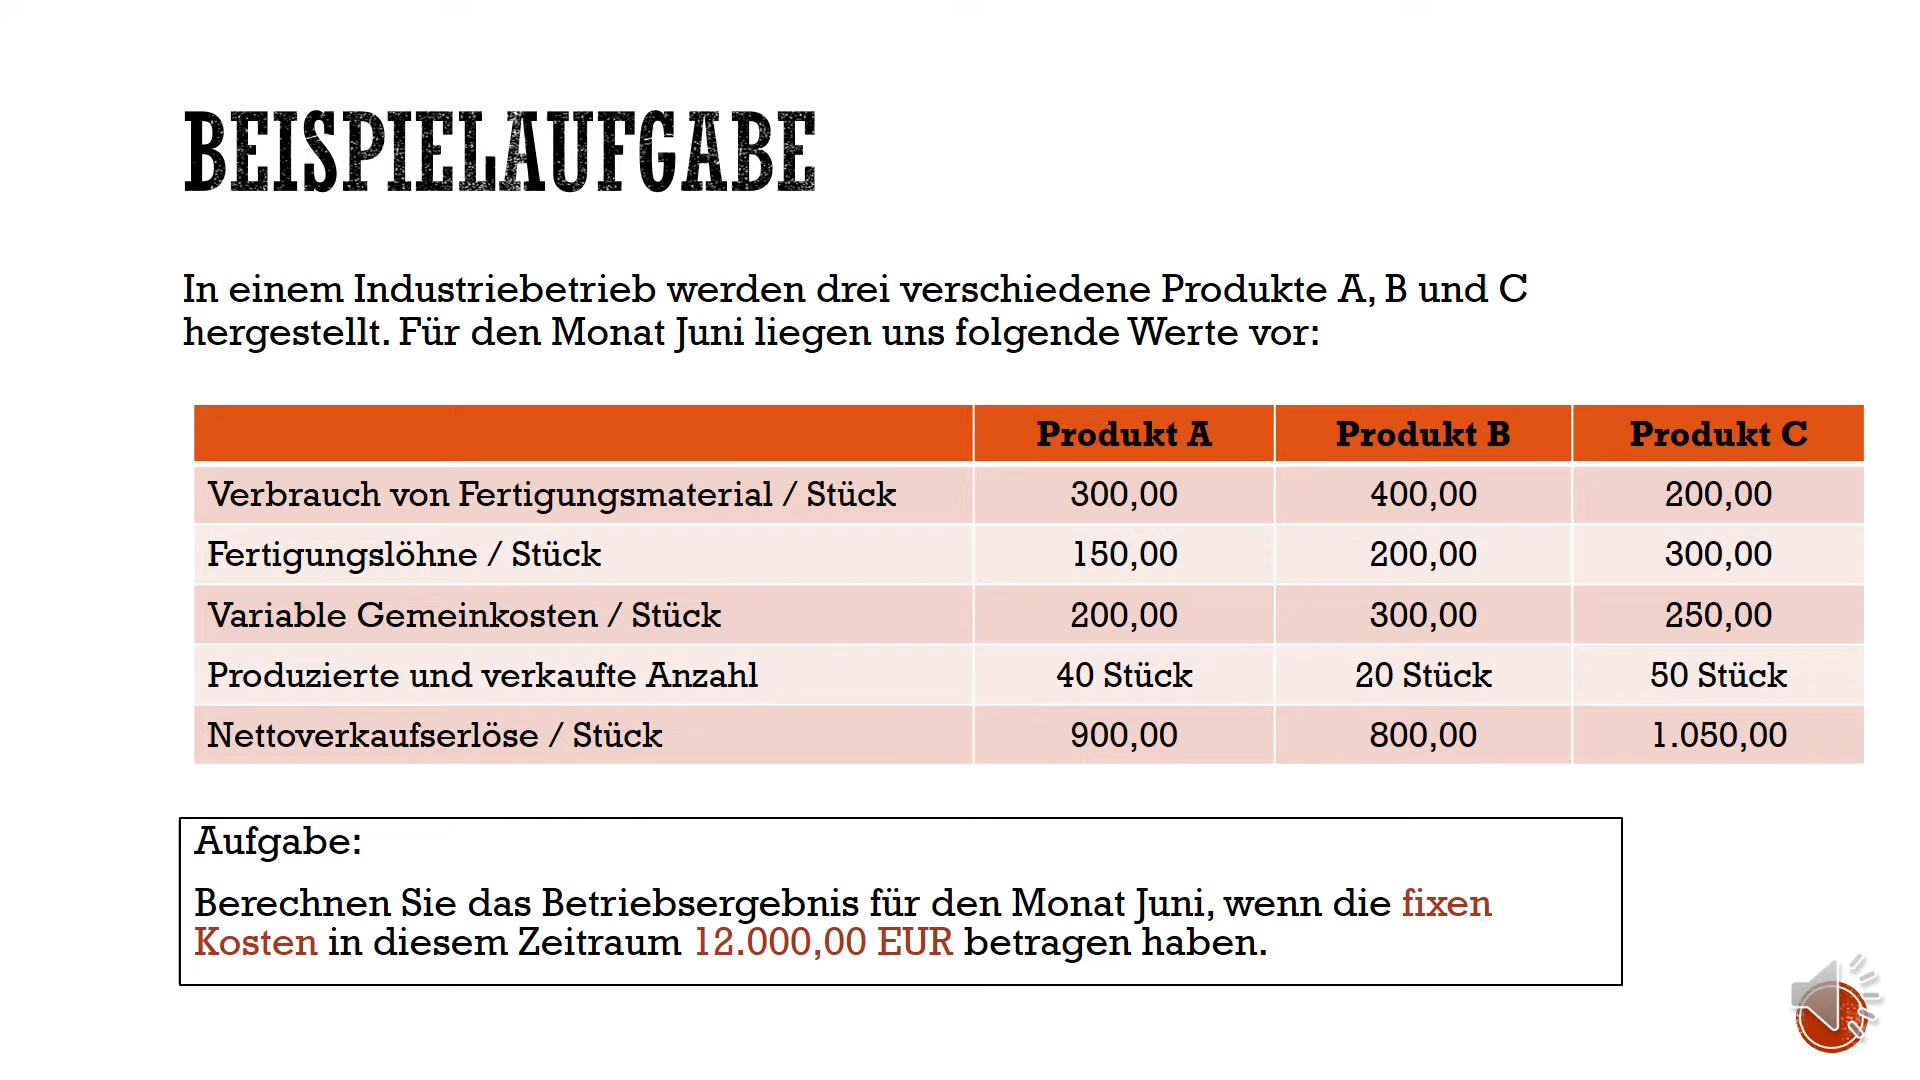 BEISPIELAUFGABE
In einem Industriebetrieb werden drei verschiedene Produkte A, B und C
hergestellt. Für den Monat Juni liegen uns folgende Werte vor:
Produkt A Produkt B Produkt C
Verbrauch von Fertigungsmaterial / Stück 300,00 400,00 200,00
Fertigungslöhne / Stück 150,00 200,00 300,00
Variable Gemeinkosten / Stück 200,00 300,00 250,00
Produzierte und verkaufte Anzahl 40 Stück 20 Stück 50 Stück
Nettoverkaufserlöse / Stück 900,00 800,00 1.050,00
Aufgabe:
Berechnen Sie das Betriebsergebnis für den Monat Juni, wenn die fixen
Kosten in diesem Zeitraum 12.000,00 EUR betragen haben.